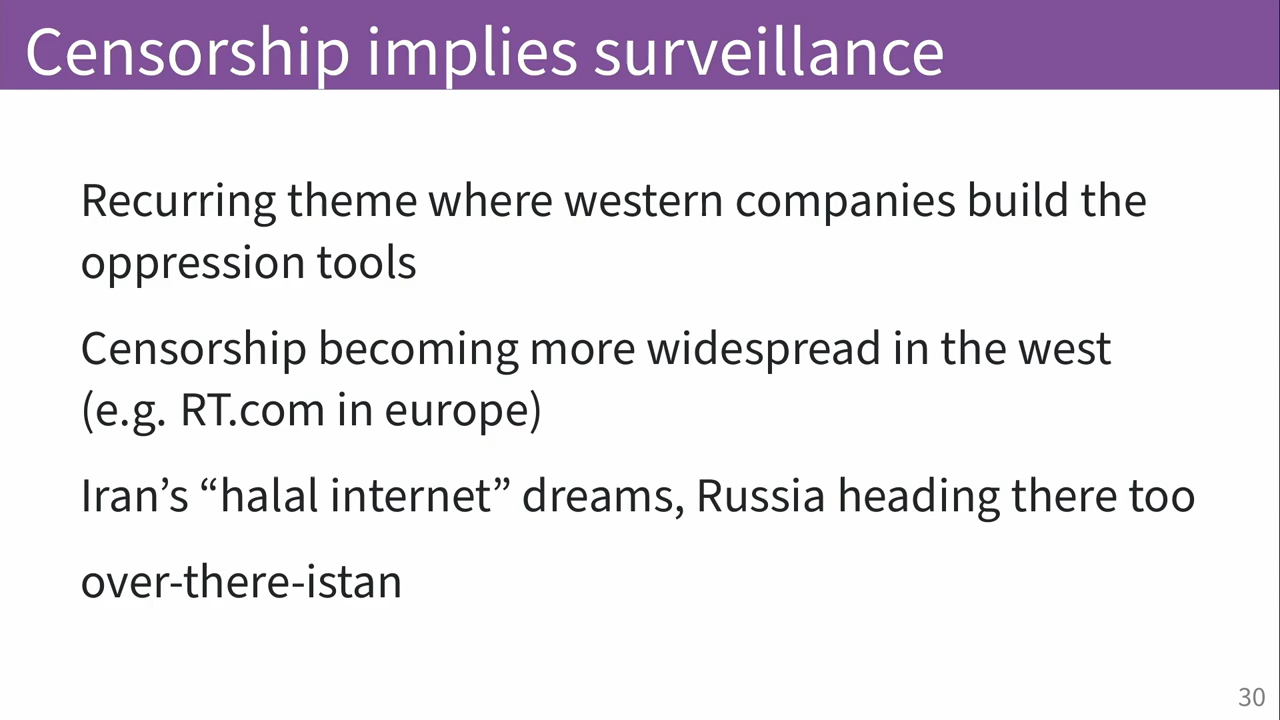 Censorship implies surveillance
Recurring theme where western companies build the
oppression tools
Censorship becoming more widespread in the west
(e.g. RT.com in europe)
Iran’s “halal internet” dreams, Russia heading there too
over-there-istan
30